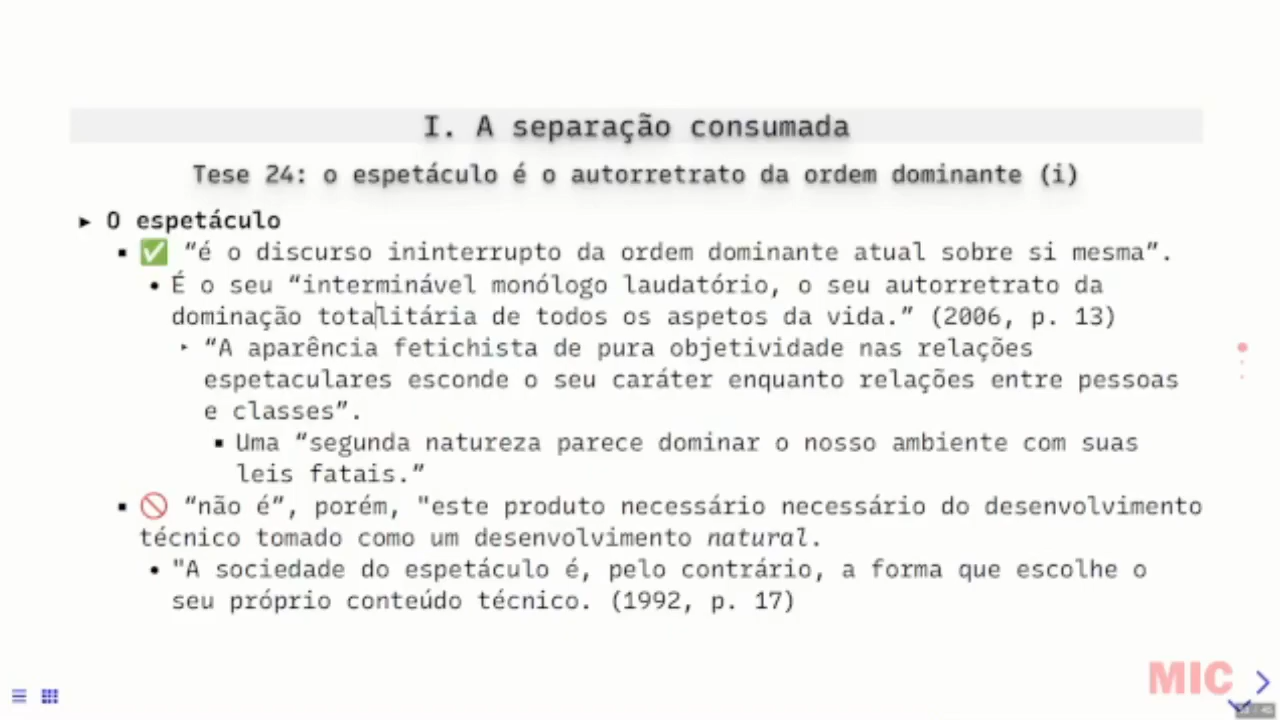 I. A separação consumada
Tese 24: o espetáculo é o autorretrato da ordem dominante (i)
▸ O espetáculo
▪ ✅ “é o discurso ininterrupto da ordem dominante atual sobre si mesma”.
• É o seu “interminável monólogo laudatório, o seu autorretrato da
dominação totalitária de todos os aspetos da vida.” (2006, p. 13)
‣ “A aparência fetichista de pura objetividade nas relações
espetaculares esconde o seu caráter enquanto relações entre pessoas
e classes”.
▪ Uma “segunda natureza parece dominar o nosso ambiente com suas
leis fatais.”
▪ 🚫 “não é”, porém, "este produto necessário necessário do desenvolvimento
técnico tomado como um desenvolvimento natural.
• "A sociedade do espetáculo é, pelo contrário, a forma que escolhe o
seu próprio conteúdo técnico. (1992, p. 17)
MIC